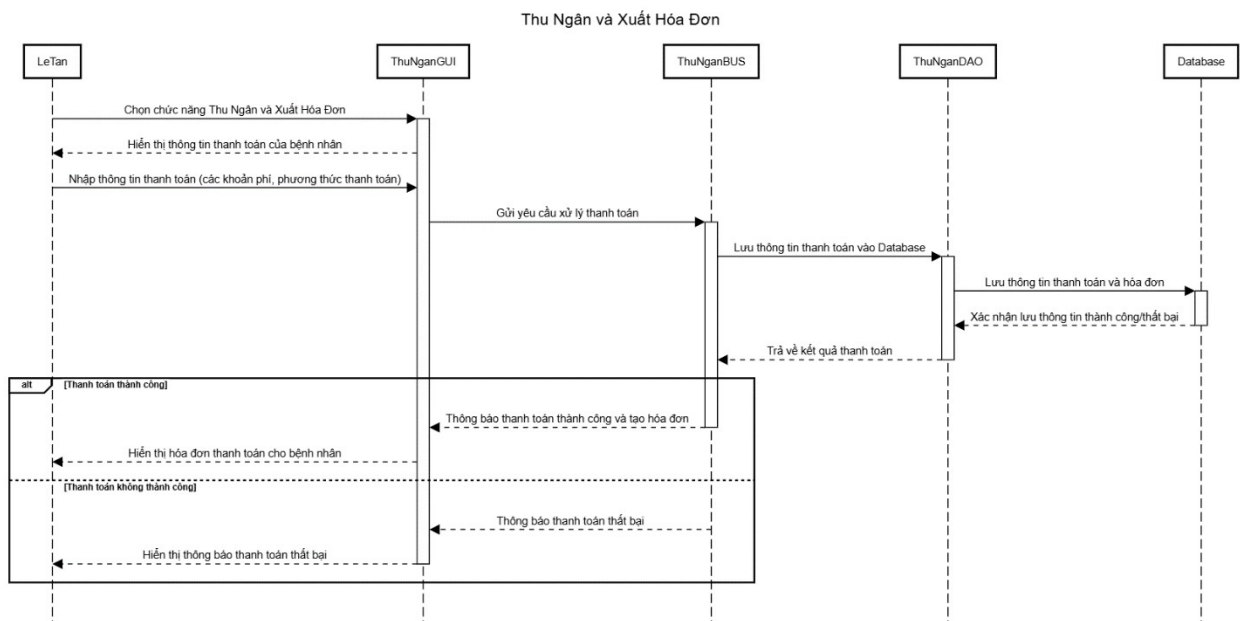 Thu Ngân và Xuất Hóa Đơn
LeTan
ThuNganGUI
ThuNganBUS
ThuNganDAO
Database
Chọn chức năng Thu Ngân và Xuất Hóa Đơn
Hiển thị thông tin thanh toán của bệnh nhân
Nhập thông tin thanh toán (các khoản phí, phương thức thanh toán)
Gửi yêu cầu xử lý thanh toán
Lưu thông tin thanh toán vào Database
Lưu thông tin thanh toán và hóa đơn
Xác nhận lưu thông tin thành công/thất bại
Trả về kết quả thanh toán
alt [Thanh toán thành công]
Thông báo thanh toán thành công và tạo hóa đơn
Hiển thị hóa đơn thanh toán cho bệnh nhân
[Thanh toán không thành công]
Thông báo thanh toán thất bại
Hiển thị thông báo thanh toán thất bại